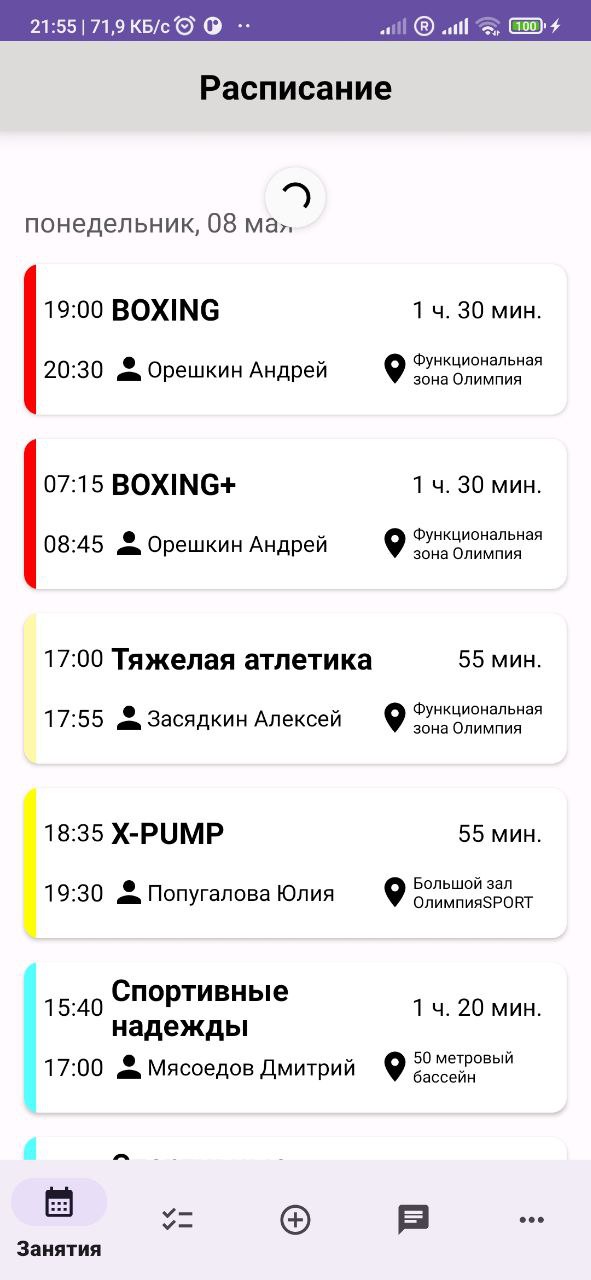 21:55 | 71,9 КБ/с
100
Расписание
понедельник, 08 мая
19:00 BOXING 1 ч. 30 мин.
20:30 Орешкин Андрей Функциональная
зона Олимпия
07:15 BOXING+ 1 ч. 30 мин.
08:45 Орешкин Андрей Функциональная
зона Олимпия
17:00 Тяжелая атлетика 55 мин.
17:55 Засядкин Алексей Функциональная
зона Олимпия
18:35 X-PUMP 55 мин.
19:30 Попугалова Юлия Большой зал
ОлимпияSPORT
15:40 Спортивные
надежды 1 ч. 20 мин.
17:00 Мясоедов Дмитрий 50 метровый
бассейн
Занятия